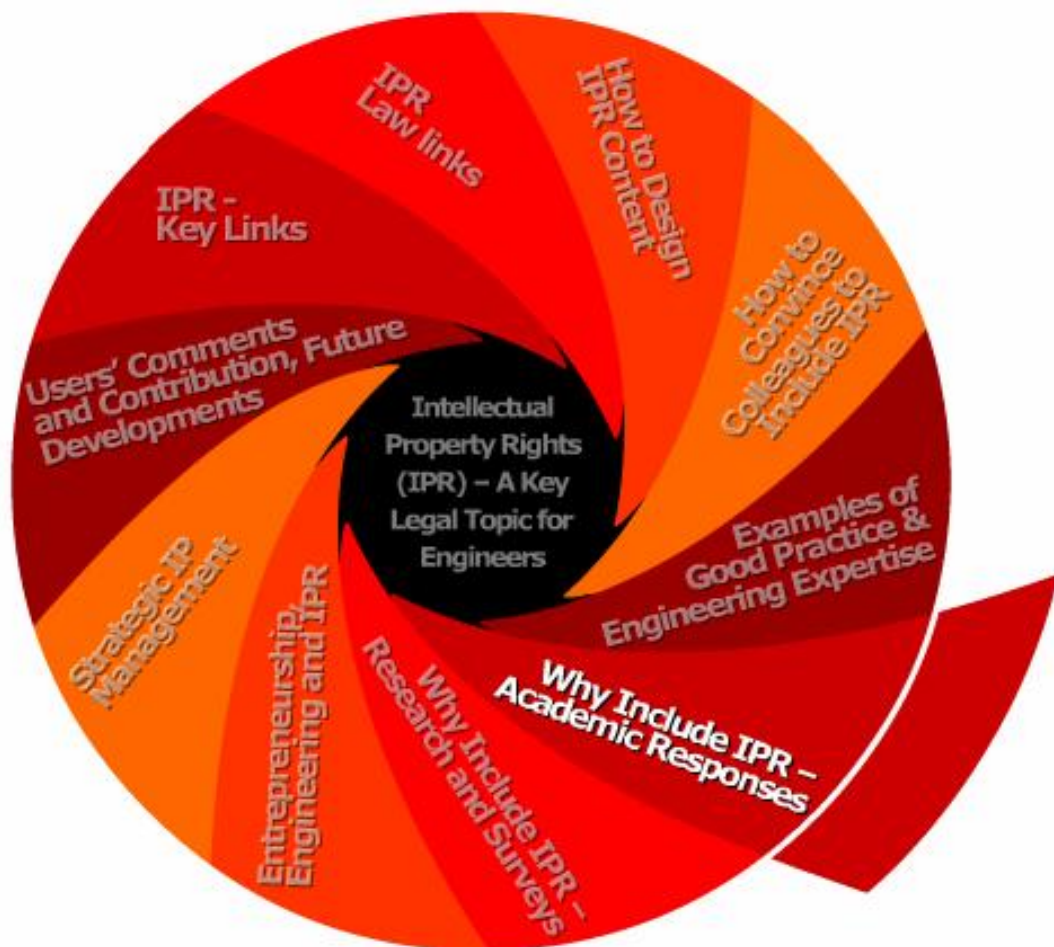 IPR
Law links
How to Design
IPR Content
How to
Convince
Colleagues to
Include IPR
Examples of
Good Practice &
Engineering Expertise
Why Include IPR –
Academic Responses
Why Include IPR –
Research and Surveys
Entrepreneurship,
Engineering and IPR
Strategic IP
Management
Users' Comments
and Contribution, Future
Developments
IPR -
Key Links
Intellectual
Property Rights
(IPR) – A Key
Legal Topic for
Engineers